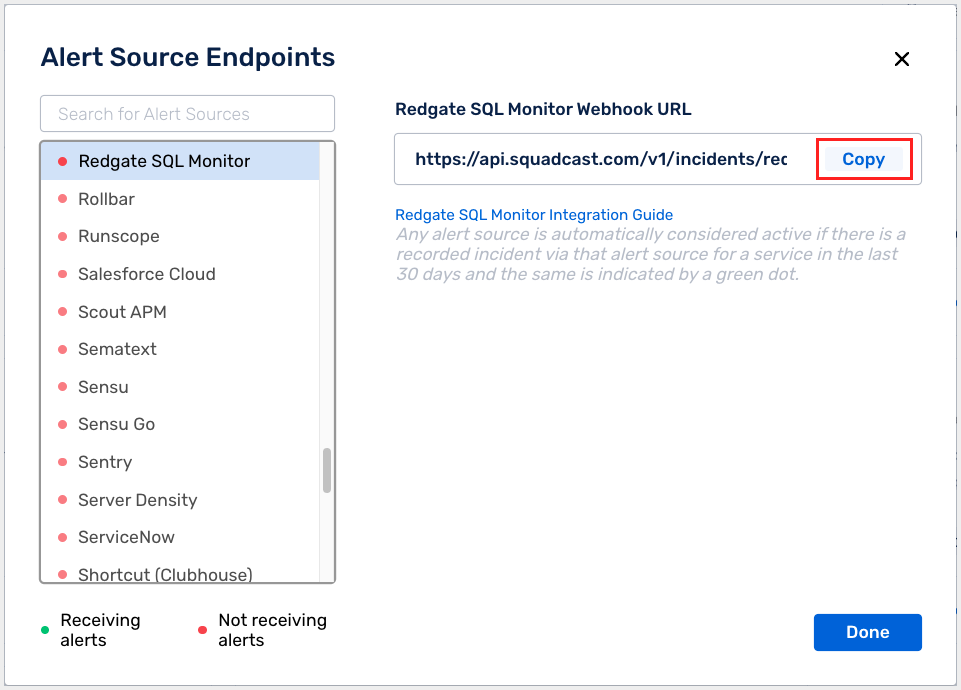 Alert Source Endpoints
Search for Alert Sources
Redgate SQL Monitor
Rollbar
Runscope
Salesforce Cloud
Scout APM
Sematext
Sensu
Sensu Go
Sentry
Server Density
ServiceNow
Shortcut (Clubhouse)
Receiving
alerts
Not receiving
alerts
Redgate SQL Monitor Webhook URL
https://api.squadcast.com/v1/incidents/rec
Copy
Redgate SQL Monitor Integration Guide
Any alert source is automatically considered active if there is a
recorded incident via that alert source for a service in the last
30 days and the same is indicated by a green dot.
Done